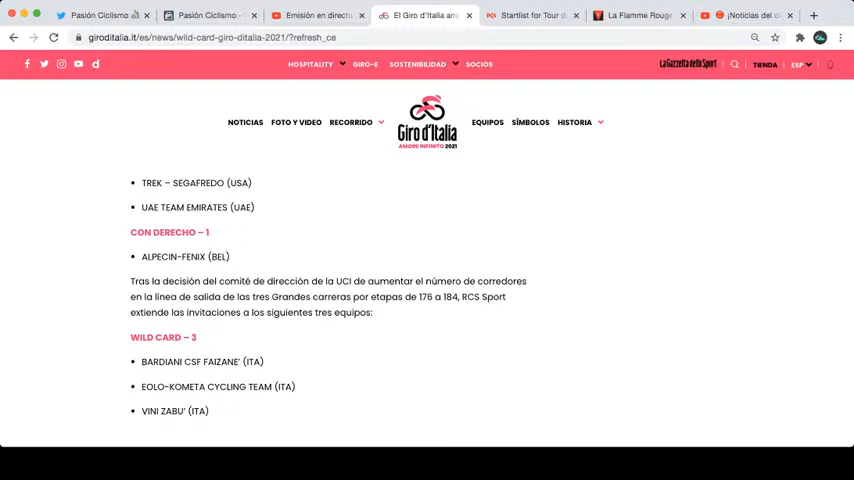 Pasión Ciclismo
Pasión Ciclismo –
Emisión en directo
El Giro d'Italia anu
PCS Startlist for Tour d
La Flamme Rouge
¡Noticias del ci
giroditalia.it/es/news/wild-card-giro-ditalia-2021/?refresh_ce
HOSPITALITY GIRO-E SOSTENIBILIDAD SOCIOS
La Gazzetta dello Sport TIENDA ESP
NOTICIAS FOTO Y VIDEO RECORRIDO
Giro d'Italia
AMORE INFINITO 2021
EQUIPOS SÍMBOLOS HISTORIA
• TREK – SEGAFREDO (USA)
• UAE TEAM EMIRATES (UAE)
CON DERECHO – 1
• ALPECIN-FENIX (BEL)
Tras la decisión del comité de dirección de la UCI de aumentar el número de corredores
en la línea de salida de las tres Grandes carreras por etapas de 176 a 184, RCS Sport
extiende las invitaciones a los siguientes tres equipos:
WILD CARD – 3
• BARDIANI CSF FAIZANE' (ITA)
• EOLO-KOMETA CYCLING TEAM (ITA)
• VINI ZABU' (ITA)